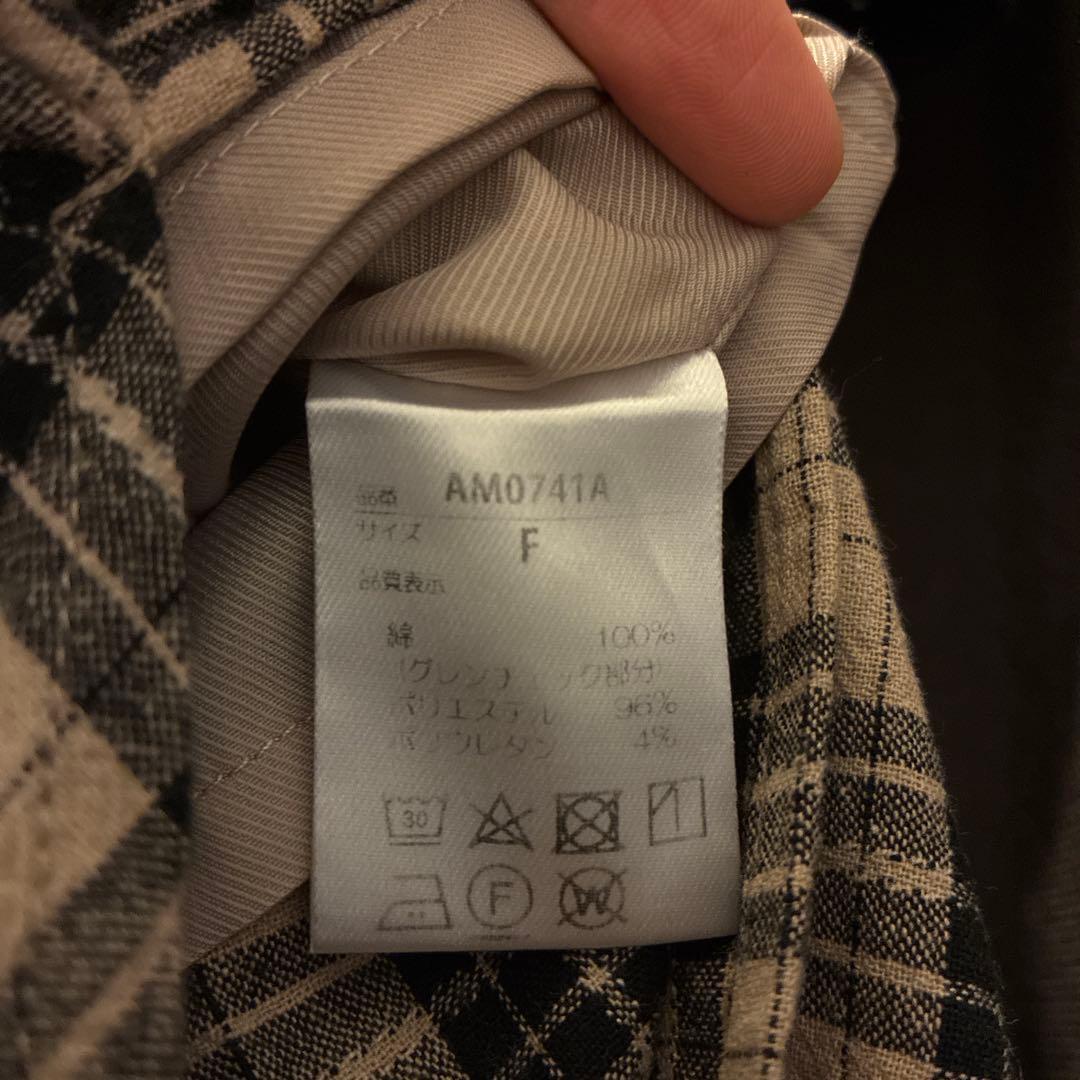 品番 AM0741A
サイズ F
品質表示
綿 100%
(グレンチェック部分)
ポリエステル 96%
ポリウレタン 4%
30
F
W